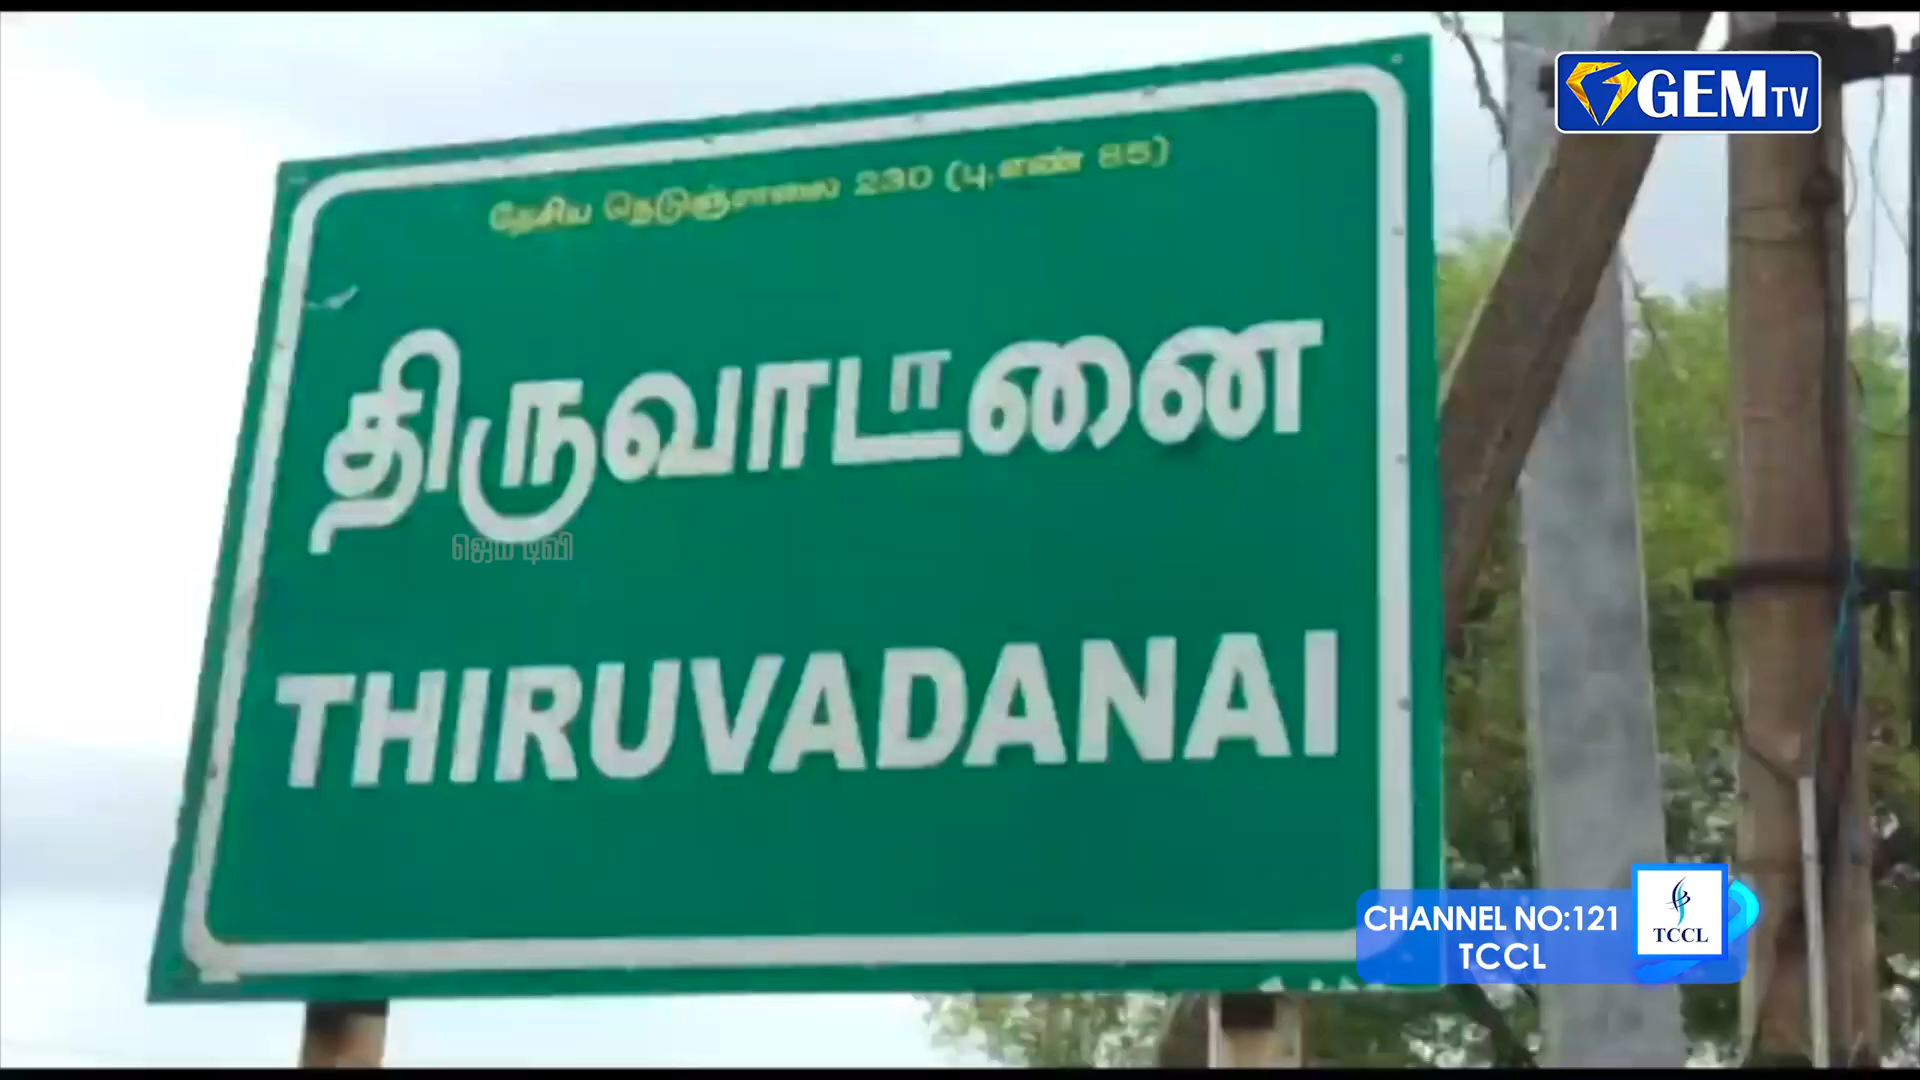 GEM TV
தேசிய நெடுஞ்சாலை 230 (பு.எண் 85)
திருவாடானை
ஜெம் டிவி
THIRUVADANAI
CHANNEL NO:121
TCCL
TCCL